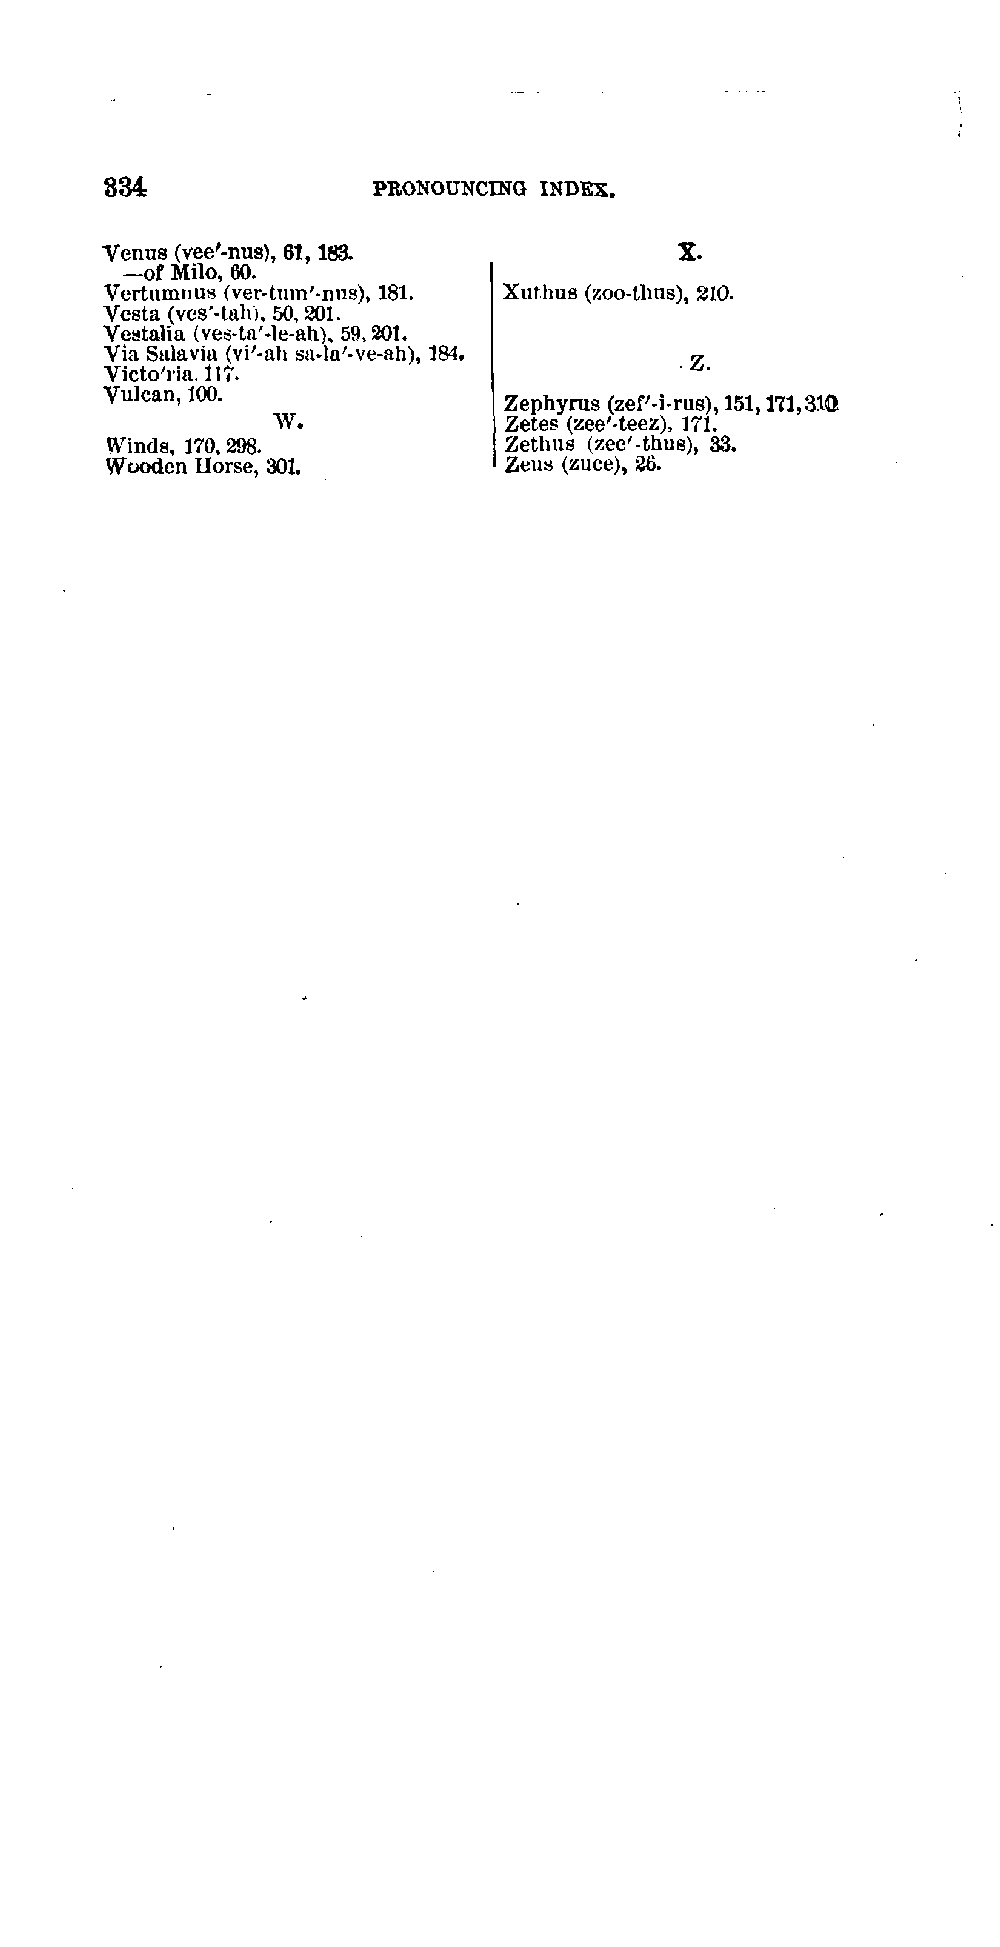 334 PRONOUNCING INDEX.
Venus (vee'-nus), 61, 183.
—of Milo, 60.
Vertumnus (ver-tum'-nus), 181.
Vesta (ves'-tah), 50, 201.
Vestalia (ves-ta'-le-ah), 59, 201.
Via Salavia (vi'-ah sa-la'-ve-ah), 184.
Victo'ria. 117.
Vulcan, 100.
W.
Winds, 170, 298.
Wooden Horse, 301.
X.
Xuthus (zoo-thus), 210.
Z.
Zephyrus (zef'-i-rus), 151, 171, 310
Zetes (zee'-teez), 171.
Zethus (zee'-thus), 33.
Zeus (zuce), 26.